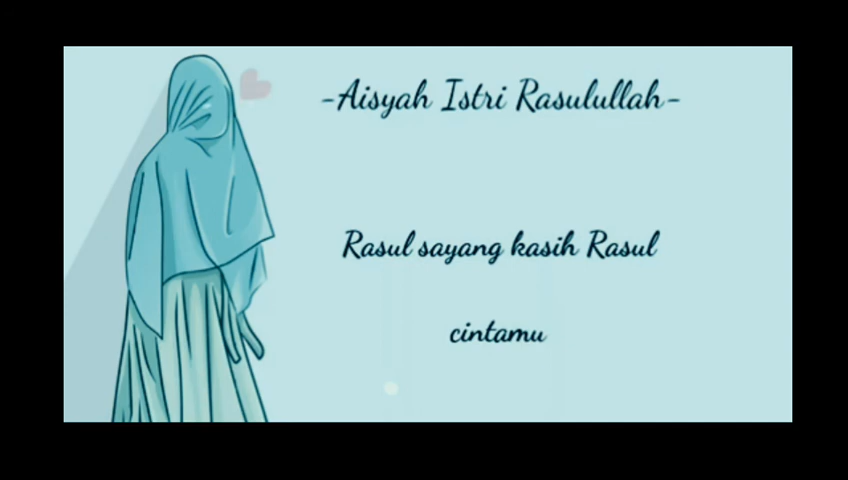 -Aisyah Istri Rasulullah-
Rasul sayang kasih Rasul
cintamu